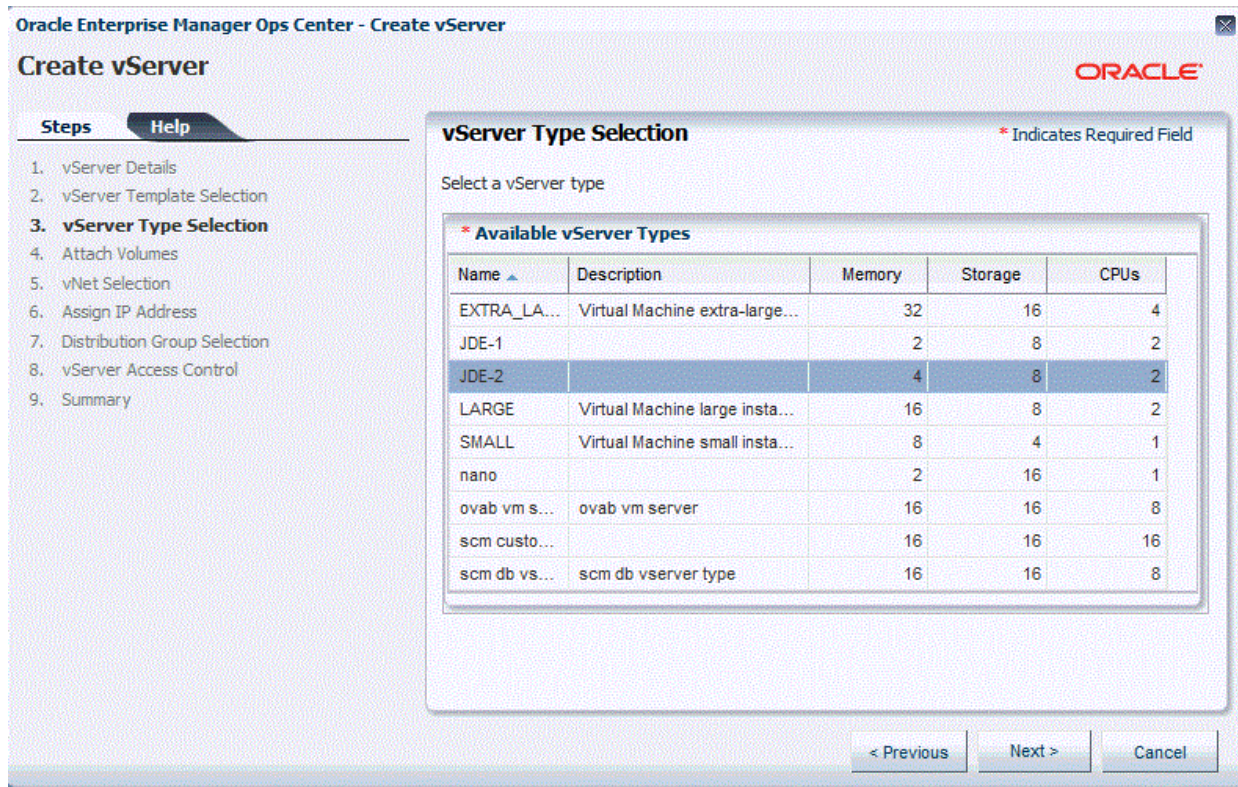 Oracle Enterprise Manager Ops Center - Create vServer
Create vServer
ORACLE
Steps Help
1. vServer Details
2. vServer Template Selection
3. vServer Type Selection
4. Attach Volumes
5. vNet Selection
6. Assign IP Address
7. Distribution Group Selection
8. vServer Access Control
9. Summary
vServer Type Selection
* Indicates Required Field
Select a vServer type
* Available vServer Types
Name Description Memory Storage CPUs
EXTRA_LA... Virtual Machine extra-large... 32 16 4
JDE-1 2 8 2
JDE-2 4 8 2
LARGE Virtual Machine large insta... 16 8 2
SMALL Virtual Machine small insta... 8 4 1
nano 2 16 1
ovab vm s... ovab vm server 16 16 8
scm custo... 16 16 16
scm db vs... scm db vserver type 16 16 8
< Previous Next > Cancel